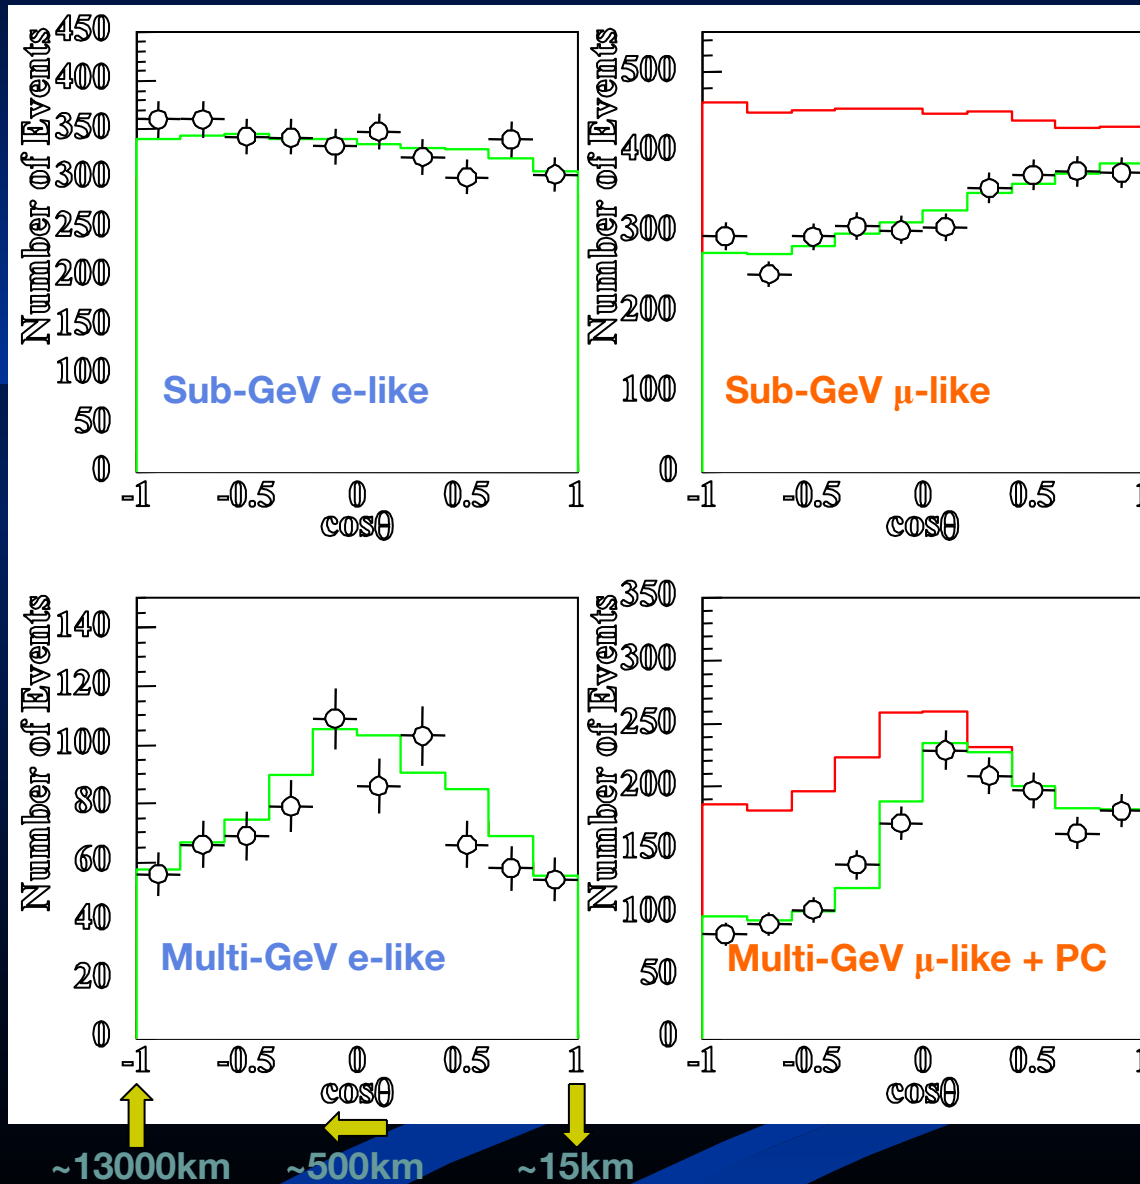 Number of Events
450
400
350
300
250
200
150
100
50
0
Sub-GeV e-like
-1 -0.5 0 0.5 1
cosθ
Number of Events
500
400
300
200
100
0
Sub-GeV μ-like
-1 -0.5 0 0.5 1
cosθ
Number of Events
140
120
100
80
60
40
20
0
Multi-GeV e-like
-1 -0.5 0 0.5 1
cosθ
Number of Events
350
300
250
200
150
100
50
0
Multi-GeV μ-like + PC
-1 -0.5 0 0.5 1
cosθ
~13000km ~500km ~15km